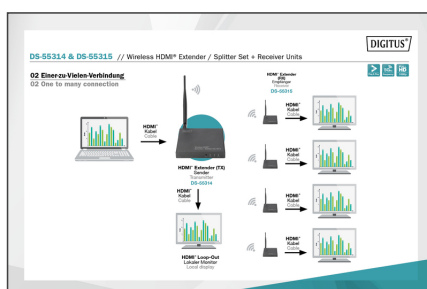 DIGITUS®
DS-55314 & DS-55315 // Wireless HDMI® Extender / Splitter Set + Receiver Units
02 Einer-zu-Vielen-Verbindung
02 One to many connection
HDMI®
Kabel
Cable
HDMI® Extender (TX)
Sender
Transmitter
DS-55314
HDMI®
Kabel
Cable
HDMI® Loop-Out
Lokaler Monitor
Local display
HDMI® Extender
(RX)
Empfänger
Receiver
DS-55315
HDMI®
Kabel
Cable
HDMI®
Kabel
Cable
HDMI®
Kabel
Cable
HDMI®
Kabel
Cable